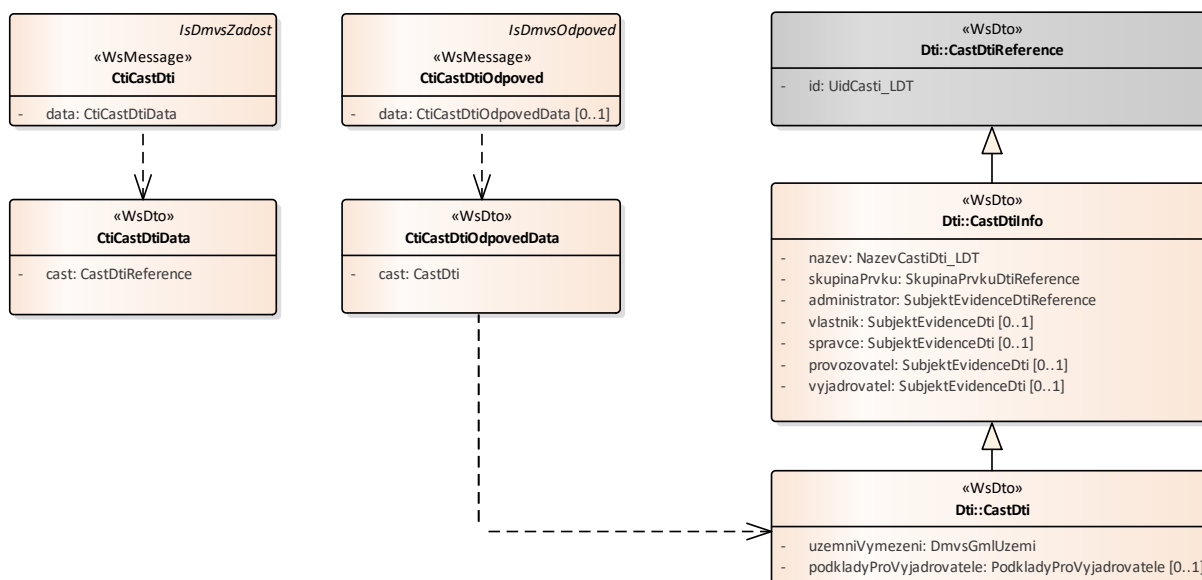 IsDmvsZadost
«WsMessage»
CtiCastDti
- data: CtiCastDtiData
IsDmvsOdpoved
«WsMessage»
CtiCastDtiOdpoved
- data: CtiCastDtiOdpovedData [0..1]
«WsDto»
Dti::CastDtiReference
- id: UidCasti_LDT
«WsDto»
CtiCastDtiData
- cast: CastDtiReference
«WsDto»
CtiCastDtiOdpovedData
- cast: CastDti
«WsDto»
Dti::CastDtiInfo
- nazev: NazevCastiDti_LDT
- skupinaPrvku: SkupinaPrvkuDtiReference
- administrator: SubjektEvidenceDtiReference
- vlastnik: SubjektEvidenceDti [0..1]
- spravce: SubjektEvidenceDti [0..1]
- provozovatel: SubjektEvidenceDti [0..1]
- vyjadrovatel: SubjektEvidenceDti [0..1]
«WsDto»
Dti::CastDti
- uzemniVymezeni: DmvsGmlUzemi
- podkladyProVyjadrovatele: PodkladyProVyjadrovatele [0..1]